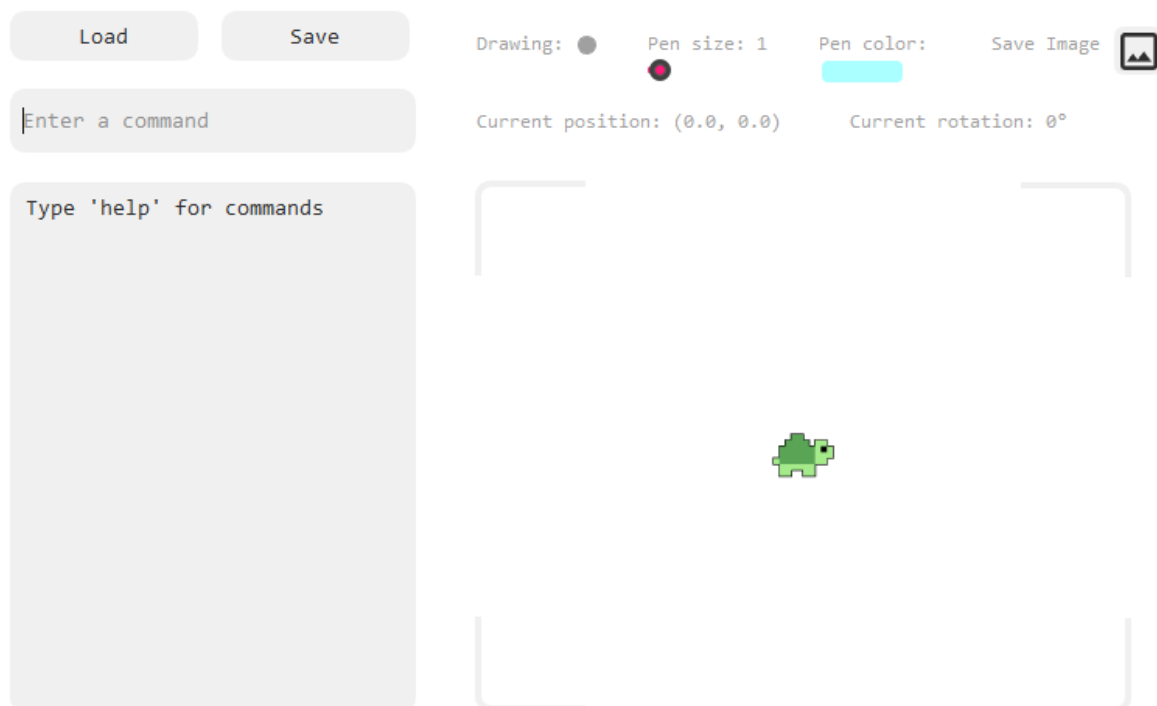 Load
Save
Drawing:
Pen size: 1
Pen color:
Save Image
Enter a command
Current position: (0.0, 0.0)
Current rotation: 0°
Type 'help' for commands